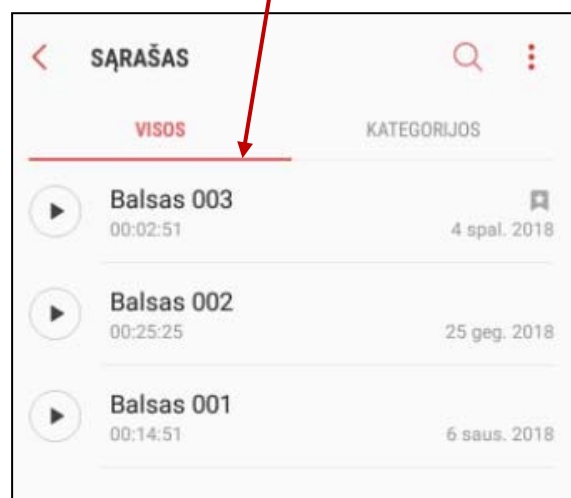 SĄRAŠAS
VISOS KATEGORIJOS
Balsas 003
00:02:51 4 spal. 2018
Balsas 002
00:25:25 25 geg. 2018
Balsas 001
00:14:51 6 saus. 2018